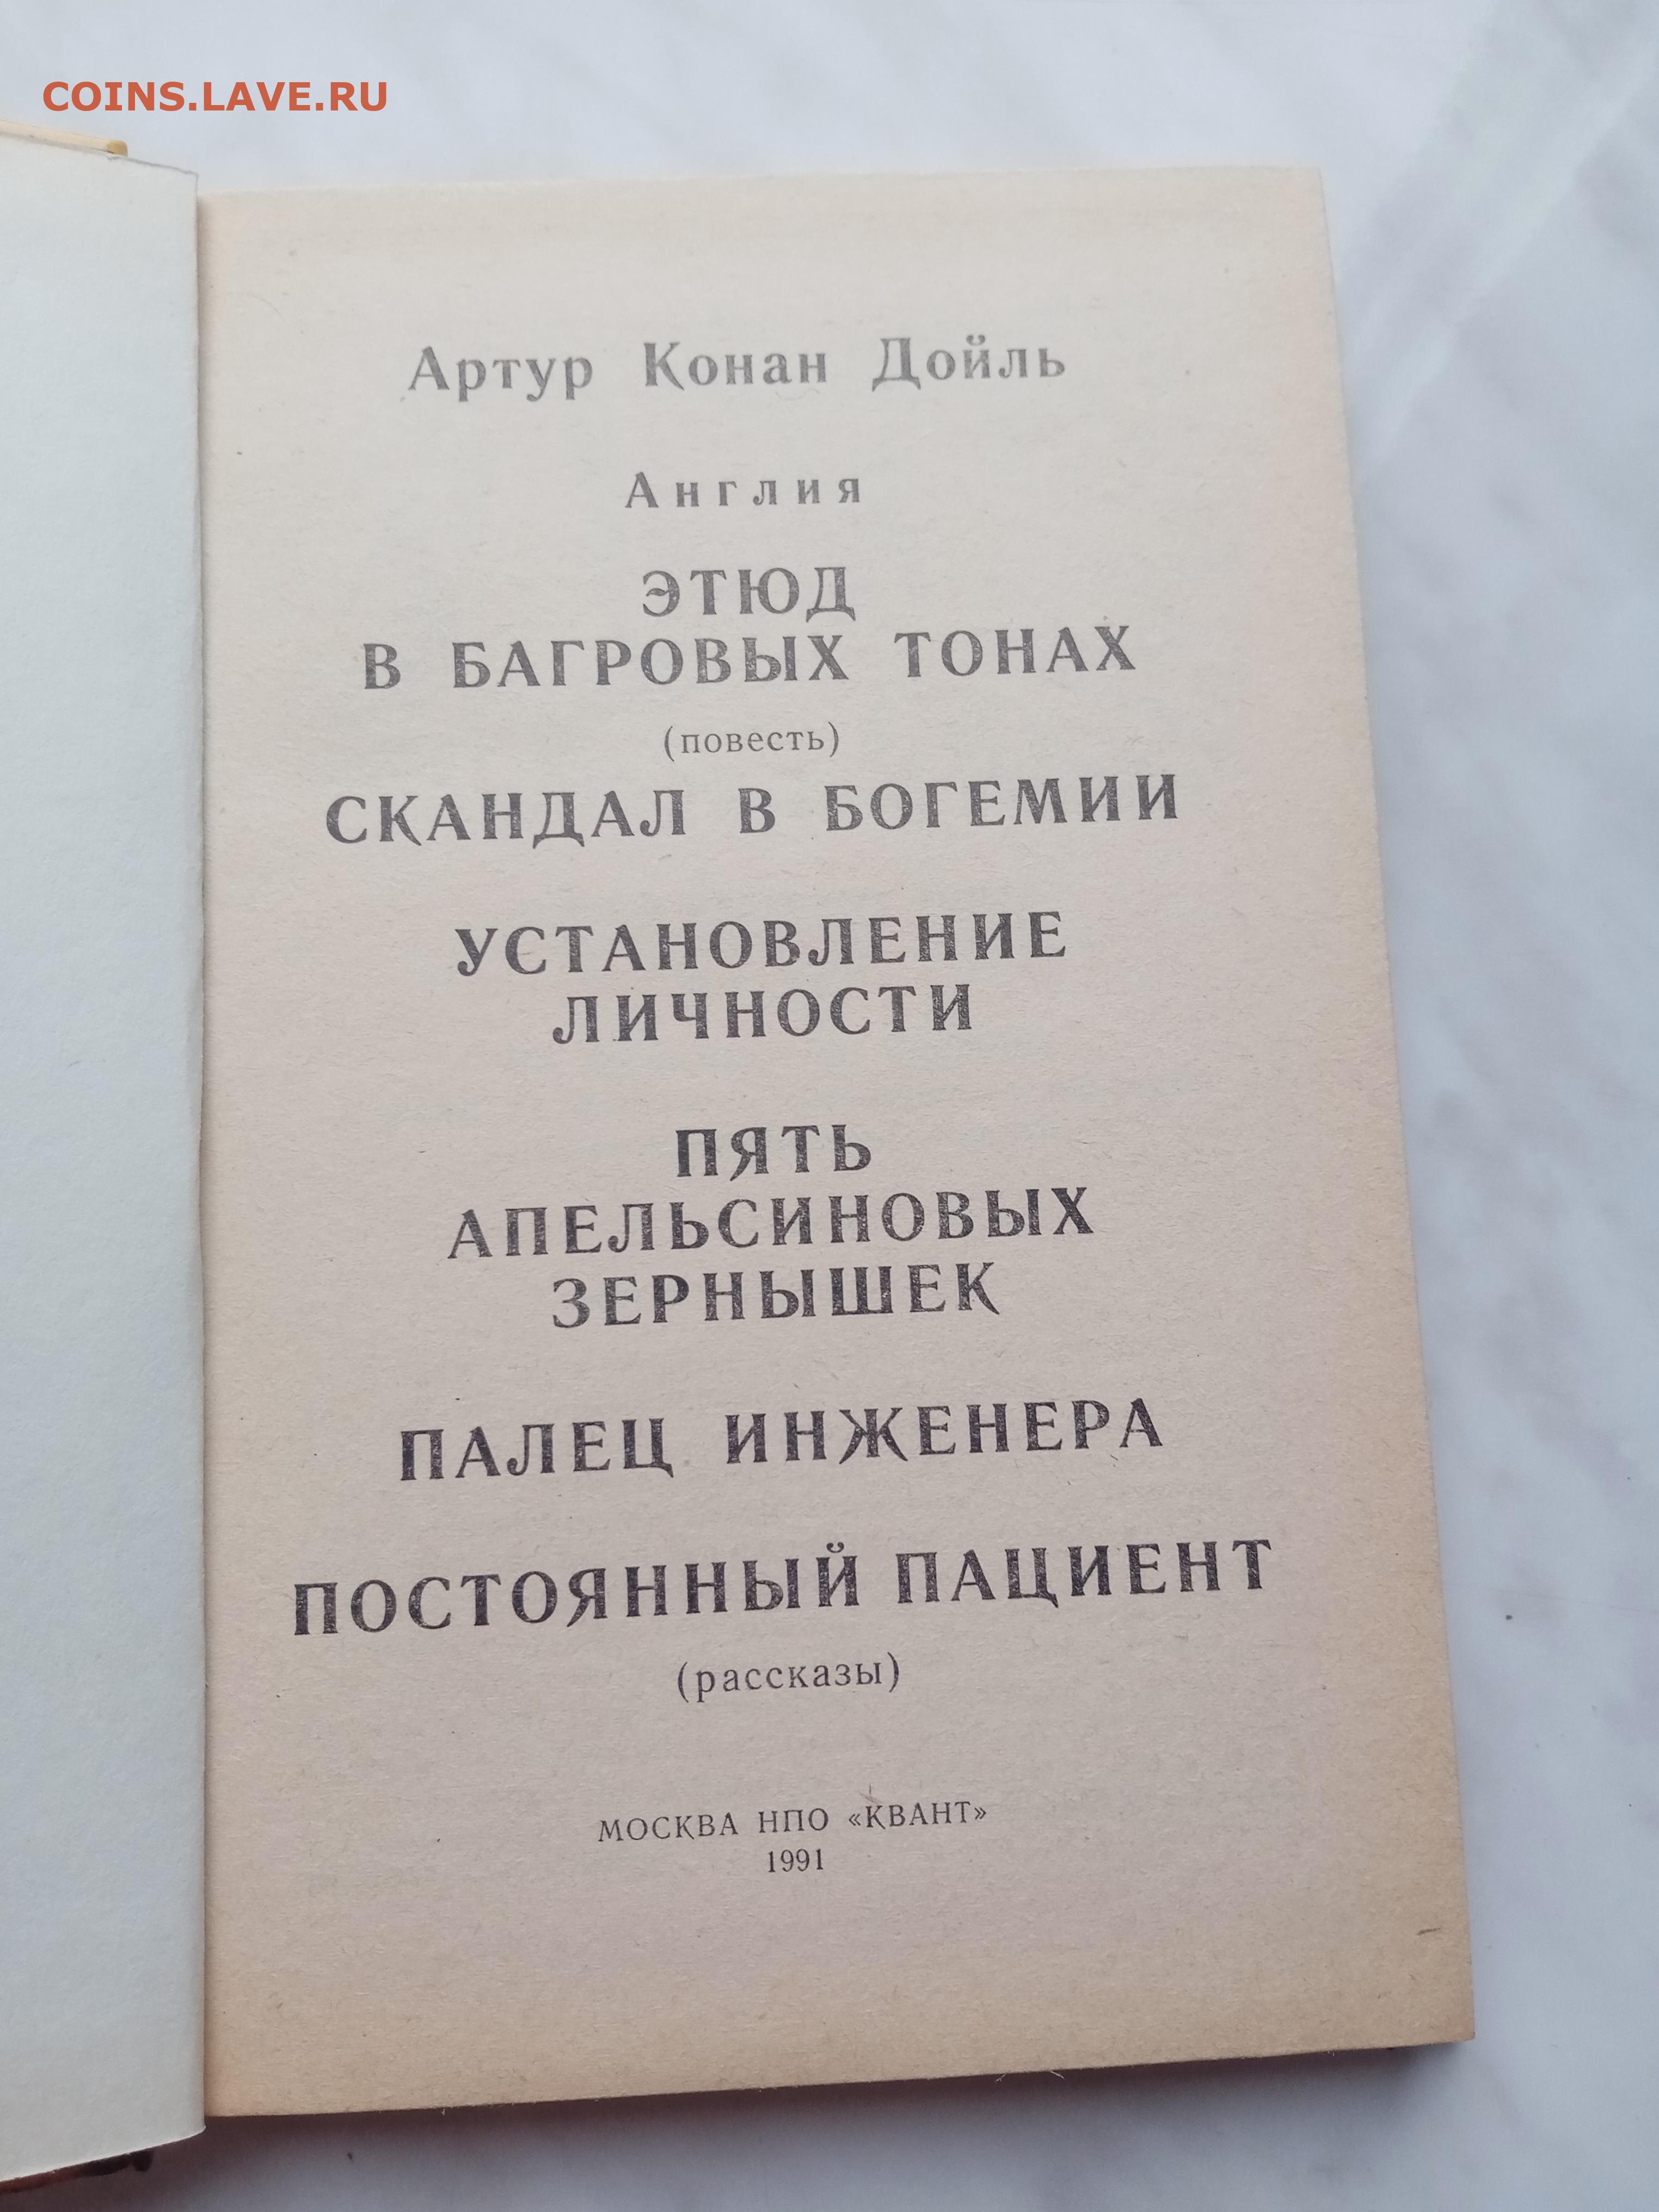 COINS.LAVE.RU
Артур Конан Дойль
Англия
ЭТЮД
В БАГРОВЫХ ТОНАХ
(повесть)
СКАНДАЛ В БОГЕМИИ
УСТАНОВЛЕНИЕ
ЛИЧНОСТИ
ПЯТЬ
АПЕЛЬСИНОВЫХ
ЗЕРНЫШЕК
ПАЛЕЦ ИНЖЕНЕРА
ПОСТОЯННЫЙ ПАЦИЕНТ
(рассказы)
МОСКВА НПО «КВАНТ»
1991